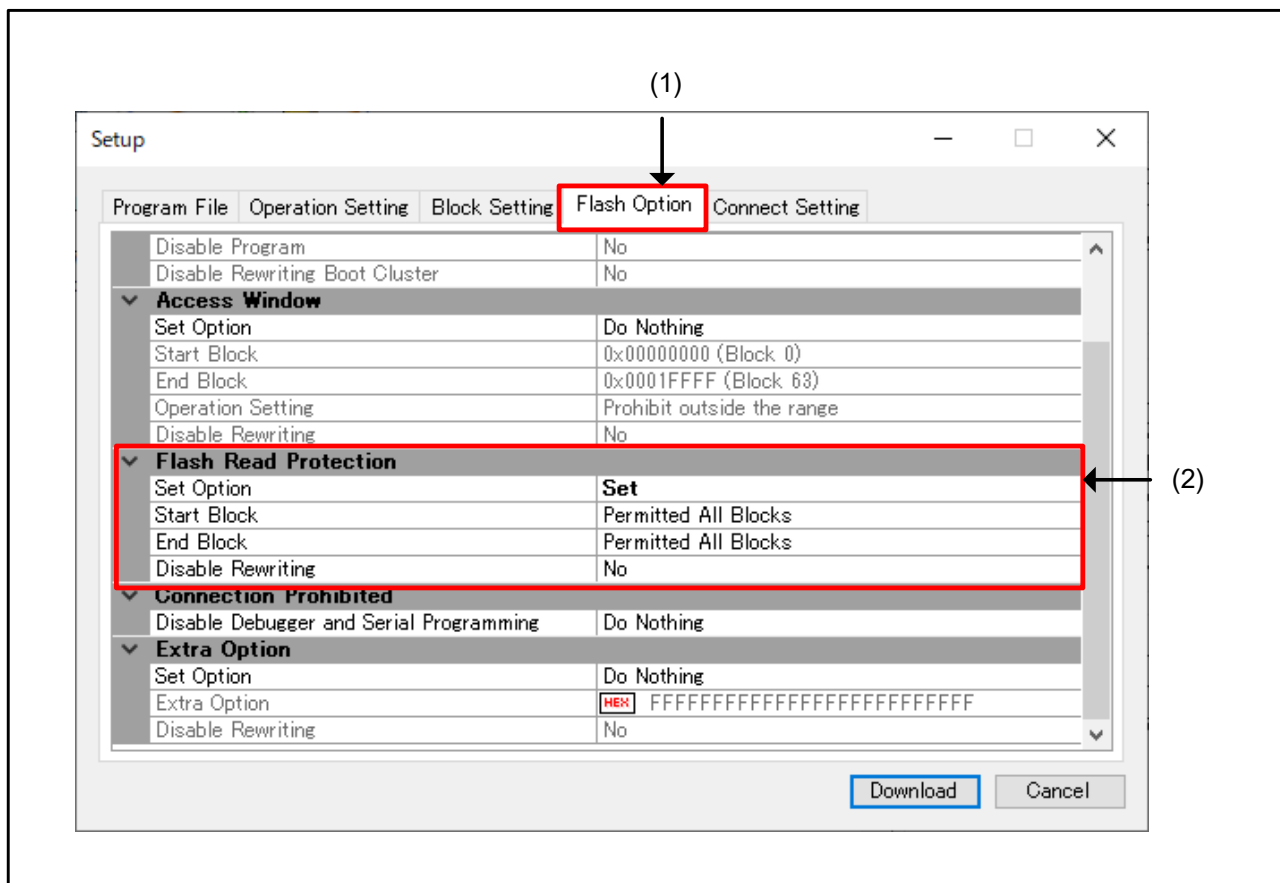 (1)
Setup
Program File Operation Setting Block Setting Flash Option Connect Setting
Disable Program No
Disable Rewriting Boot Cluster No
Access Window
Set Option Do Nothing
Start Block 0x00000000 (Block 0)
End Block 0x0001FFFF (Block 63)
Operation Setting Prohibit outside the range
Disable Rewriting No
Flash Read Protection
Set Option Set
(2)
Start Block Permitted All Blocks
End Block Permitted All Blocks
Disable Rewriting No
Connection Prohibited
Disable Debugger and Serial Programming Do Nothing
Extra Option
Set Option Do Nothing
Extra Option HEX FFFFFFFFFFFFFFFFFFFFFFFFFF
Disable Rewriting No
Download Cancel